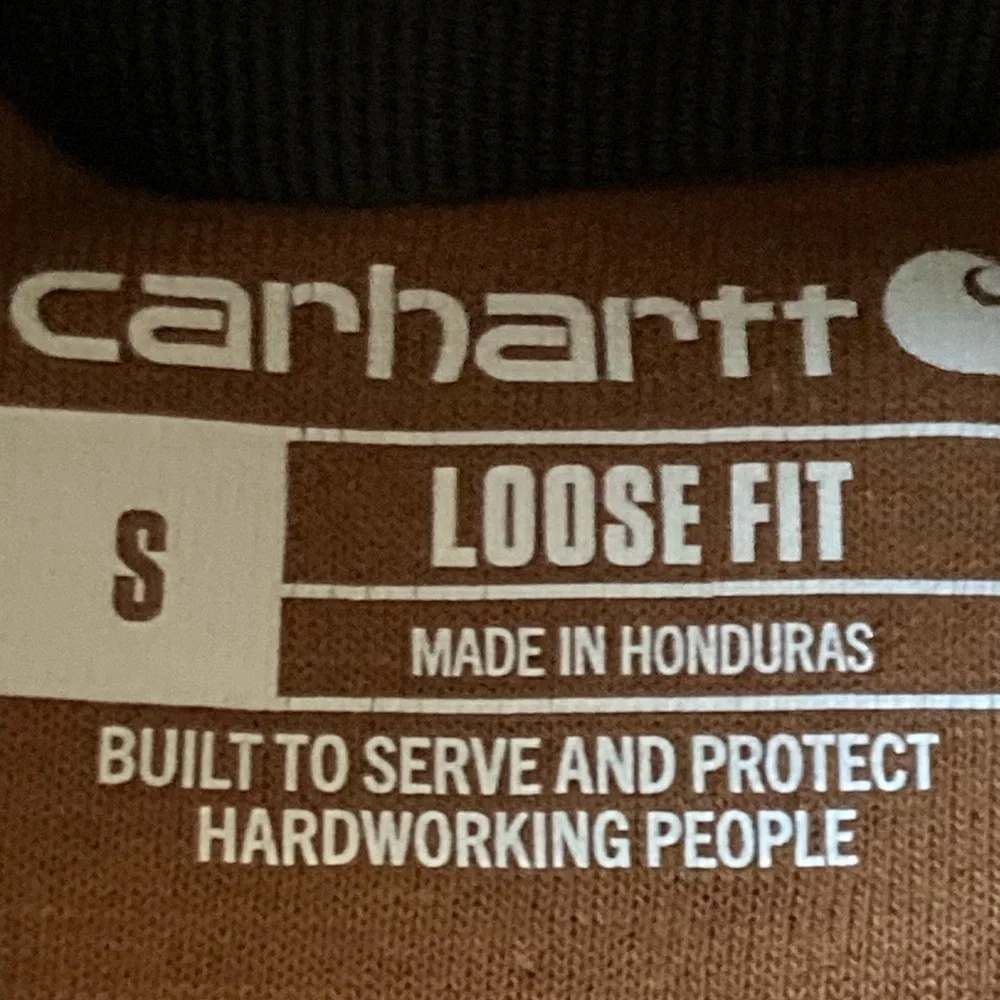 carhartt
S
LOOSE FIT
MADE IN HONDURAS
BUILT TO SERVE AND PROTECT
HARDWORKING PEOPLE